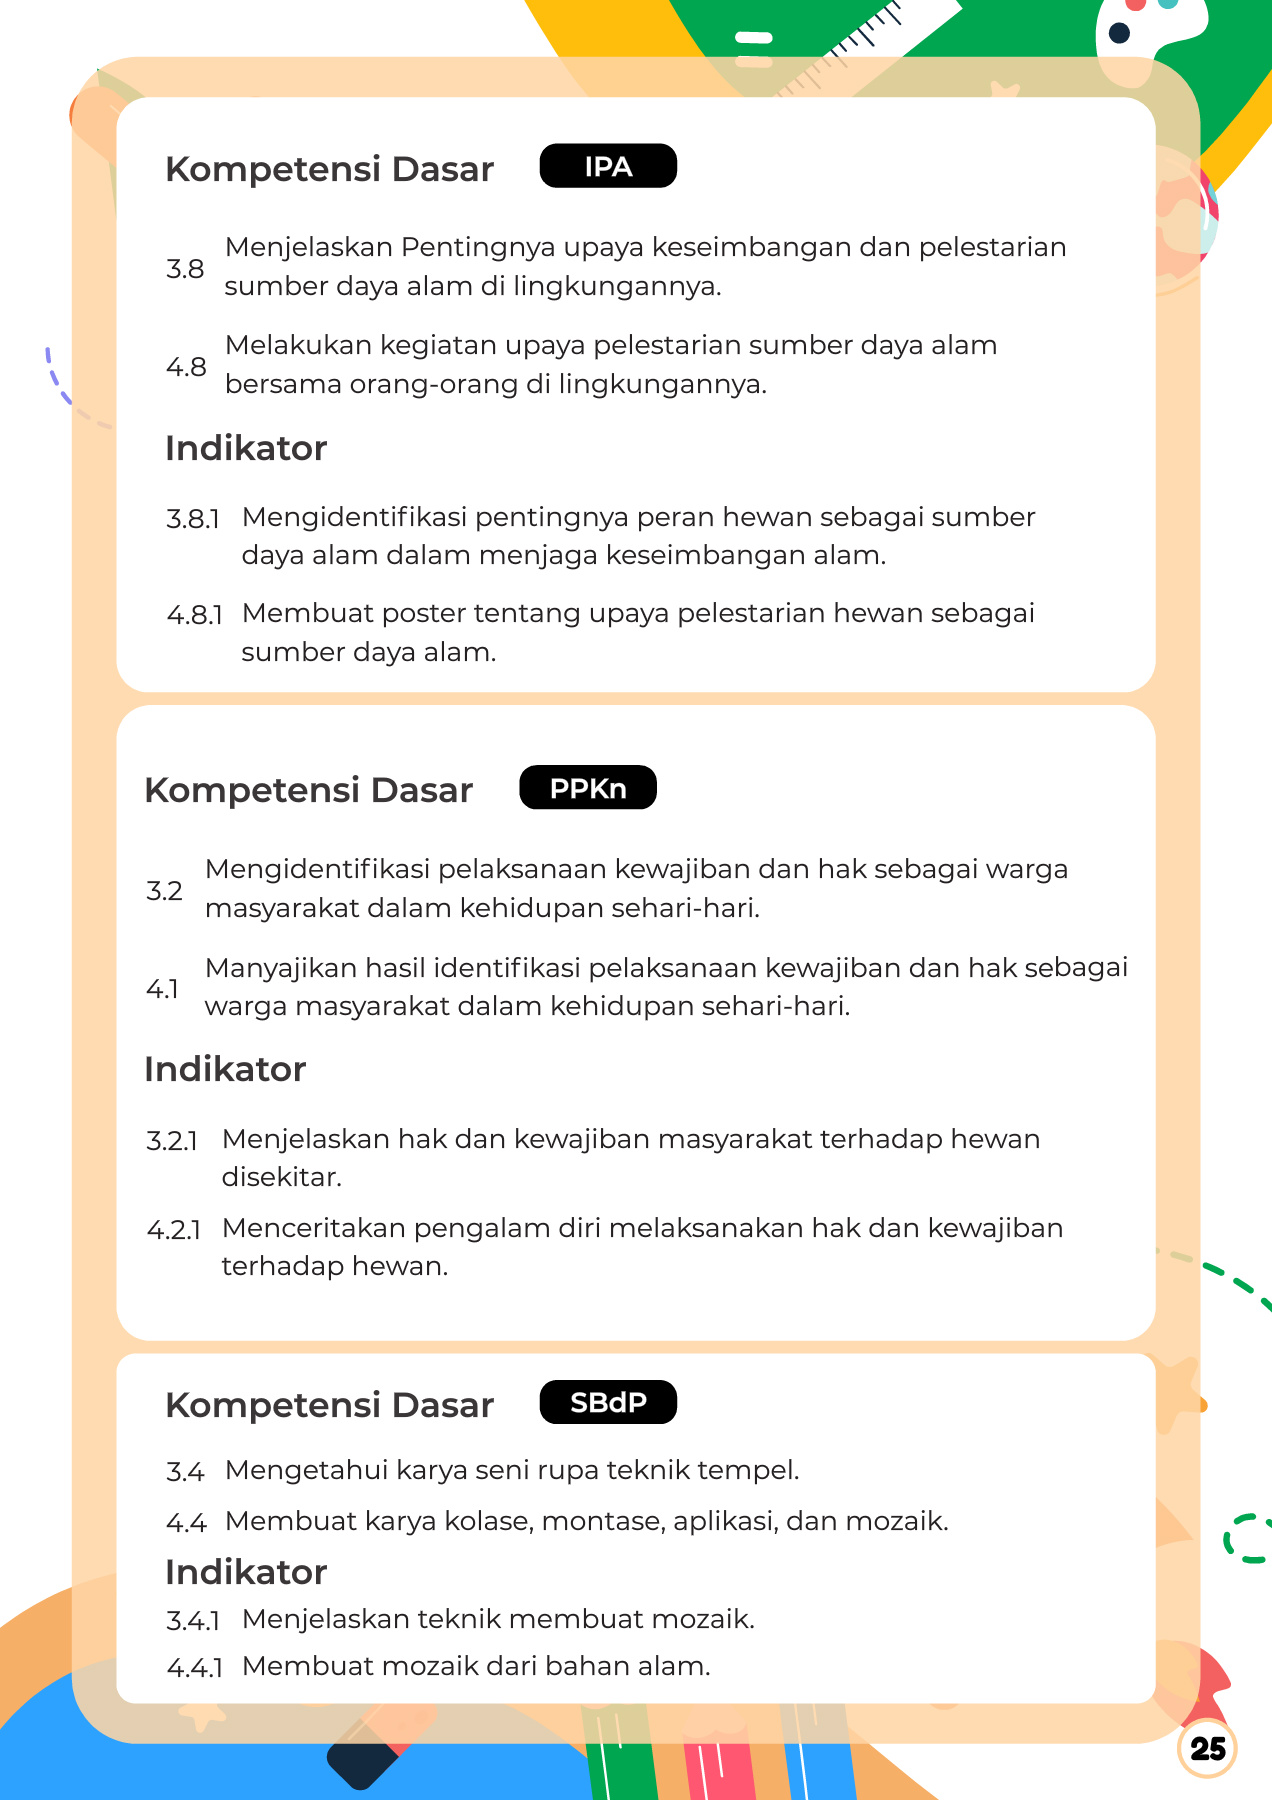 Kompetensi Dasar IPA
3.8 Menjelaskan Pentingnya upaya keseimbangan dan pelestarian
sumber daya alam di lingkungannya.
4.8 Melakukan kegiatan upaya pelestarian sumber daya alam
bersama orang-orang di lingkungannya.
Indikator
3.8.1 Mengidentifikasi pentingnya peran hewan sebagai sumber
daya alam dalam menjaga keseimbangan alam.
4.8.1 Membuat poster tentang upaya pelestarian hewan sebagai
sumber daya alam.
Kompetensi Dasar PPKn
3.2 Mengidentifikasi pelaksanaan kewajiban dan hak sebagai warga
masyarakat dalam kehidupan sehari-hari.
4.1 Manyajikan hasil identifikasi pelaksanaan kewajiban dan hak sebagai
warga masyarakat dalam kehidupan sehari-hari.
Indikator
3.2.1 Menjelaskan hak dan kewajiban masyarakat terhadap hewan
disekitar.
4.2.1 Menceritakan pengalam diri melaksanakan hak dan kewajiban
terhadap hewan.
Kompetensi Dasar SBdP
3.4 Mengetahui karya seni rupa teknik tempel.
4.4 Membuat karya kolase, montase, aplikasi, dan mozaik.
Indikator
3.4.1 Menjelaskan teknik membuat mozaik.
4.4.1 Membuat mozaik dari bahan alam.
25